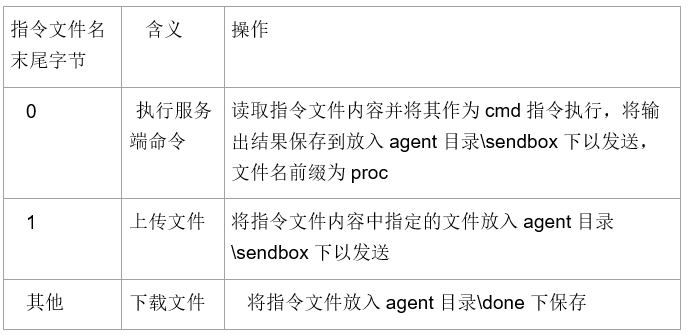 指令文件名 含义 操作
末尾字节
0 执行服务 读取指令文件内容并将其作为 cmd 指令执行，将输
端命令 出结果保存到放入 agent 目录\sendbox 下以发送，
文件名前缀为 proc
1 上传文件 将指令文件内容中指定的文件放入 agent 目录
\sendbox 下以发送
其他 下载文件 将指令文件放入 agent 目录\done 下保存